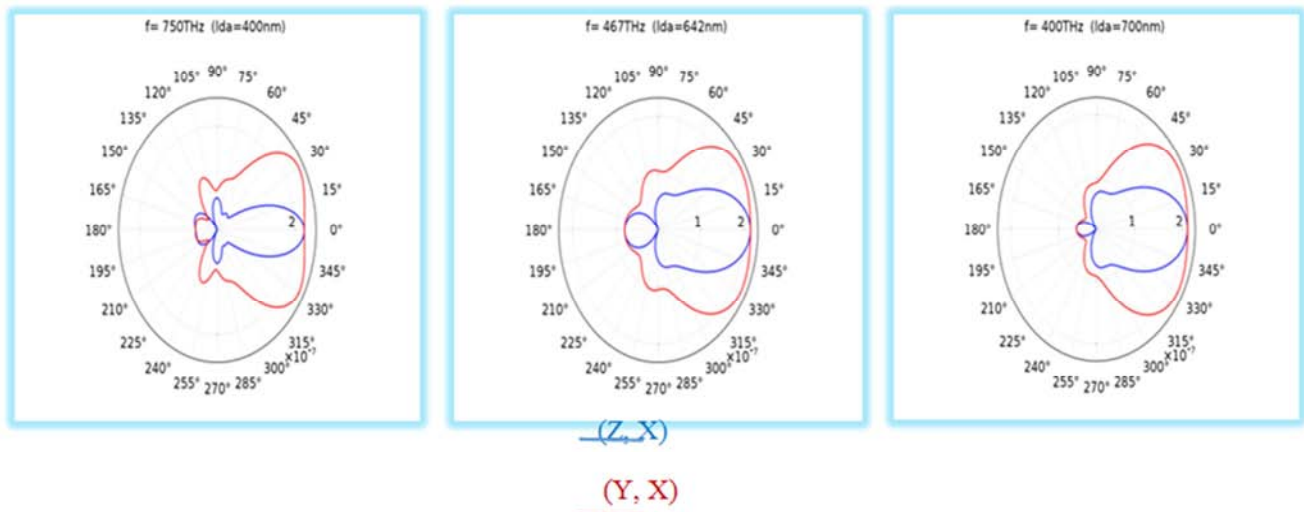 f= 750THz (lda=400nm)
105° 90° 75°
120° 60°
135° 45°
150° 30°
165° 15°
180° 2 0°
195° 345°
210° 330°
225° 315°
×10⁻⁷
240° 300°
255° 270° 285°
f= 467THz (lda=642nm)
105° 90° 75°
120° 60°
135° 45°
150° 30°
165° 15°
180° 1 2 0°
195° 345°
210° 330°
225° 315°
×10⁻⁷
240° 300°
255° 270° 285°
f= 400THz (lda=700nm)
105° 90° 75°
120° 60°
135° 45°
150° 30°
165° 15°
180° 1 2 0°
195° 345°
210° 330°
225° 315°
×10⁻⁷
240° 300°
255° 270° 285°
(Z, X)
(Y, X)